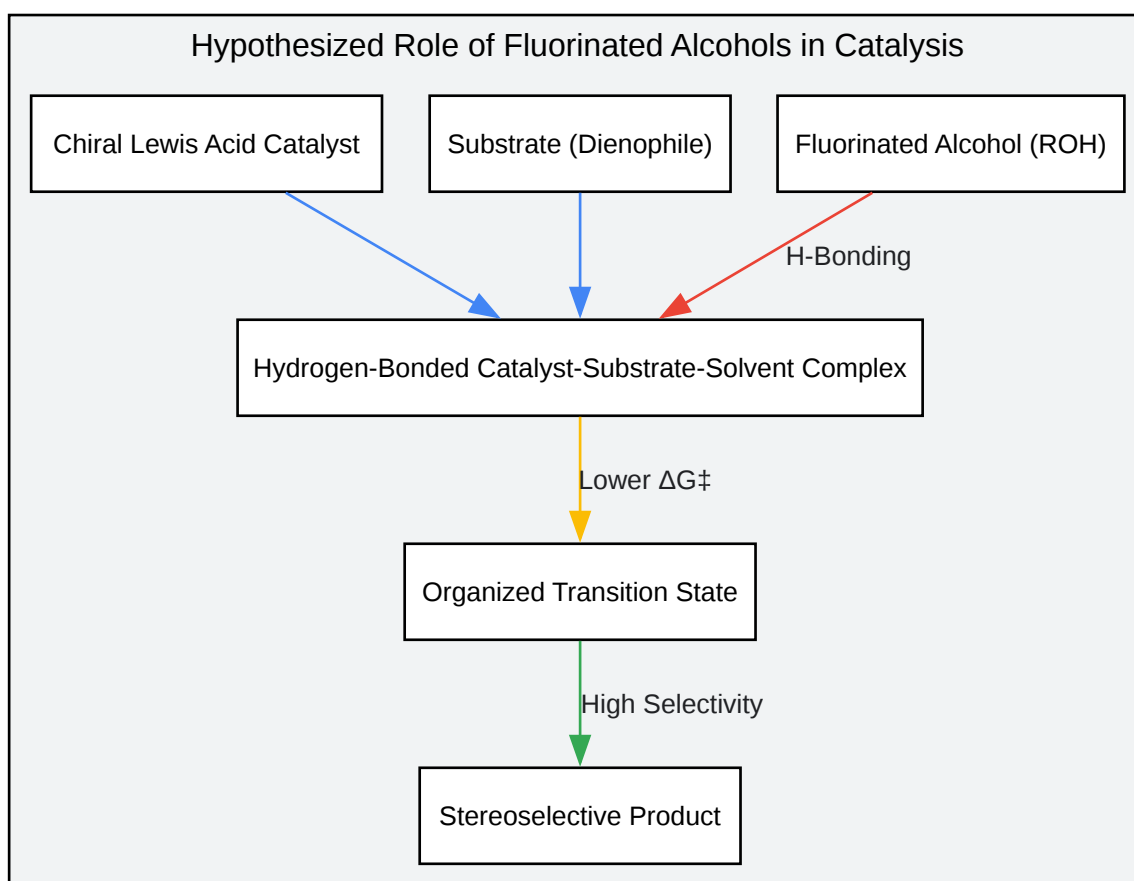 Hypothesized Role of Fluorinated Alcohols in Catalysis
Chiral Lewis Acid Catalyst
Substrate (Dienophile)
Fluorinated Alcohol (ROH)
H-Bonding
Hydrogen-Bonded Catalyst-Substrate-Solvent Complex
Lower ΔG‡
Organized Transition State
High Selectivity
Stereoselective Product